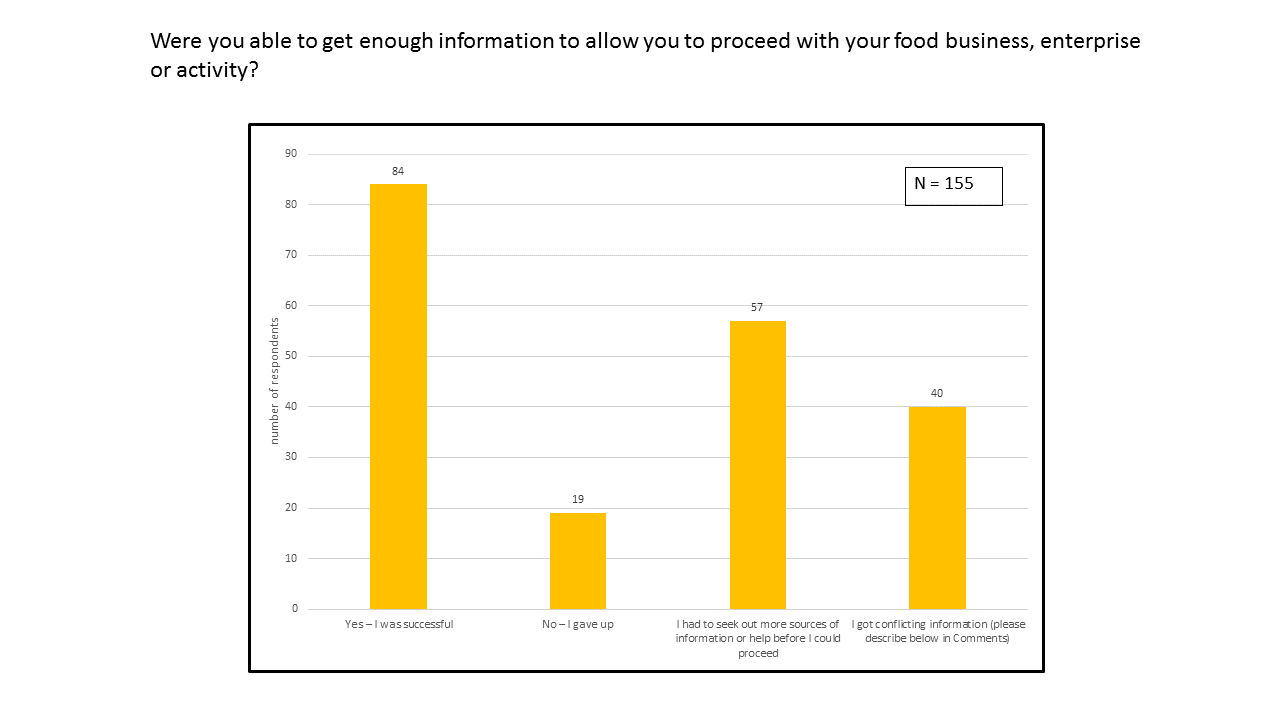 Were you able to get enough information to allow you to proceed with your food business, enterprise
or activity?
90
84
N = 155
80
70
60
57
50
40
40
30
20
19
10
0
number of respondents
Yes – I was successful
No – I gave up
I had to seek out more sources of
information or help before I could
proceed
I got conflicting information (please
describe below in Comments)